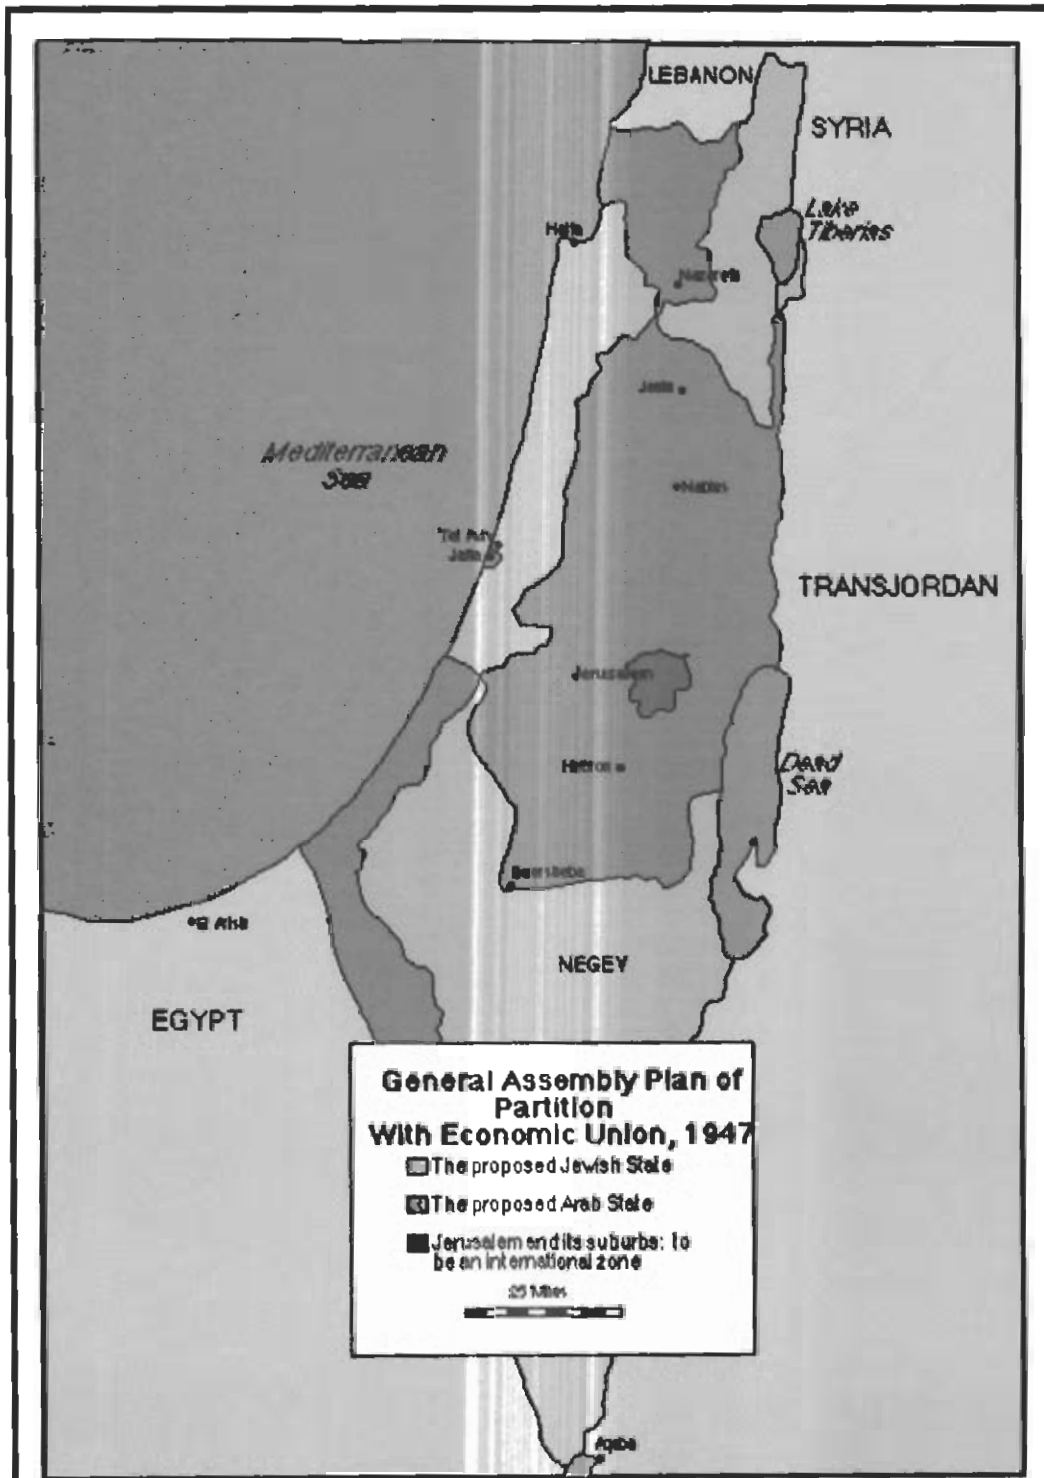 LEBANON
SYRIA
Lake
Tiberies
Haifa
Nazareth
Jenin
Mediterranean
Sea
Nablus
Tel Aviv
Jaffa
TRANSJORDAN
Jerusalem
Hebron
Dead
Sea
Beersheba
El Arish
NEGEV
EGYPT
General Assembly Plan of
Partition
With Economic Union, 1947
The proposed Jewish State
The proposed Arab State
Jerusalem and its suburbs: to
be an international zone
25 Miles
Aqaba